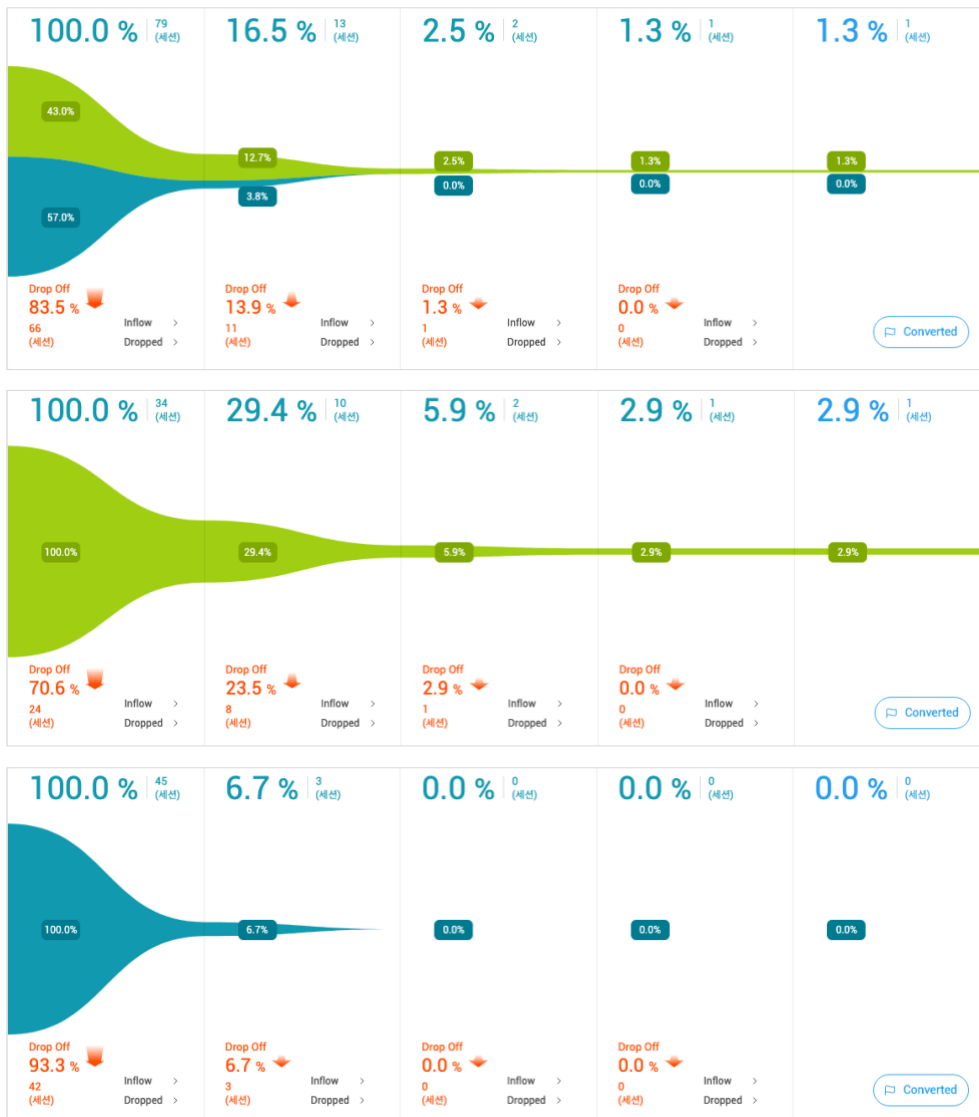 100.0 % 79 (세션) 16.5 % 13 (세션) 2.5 % 2 (세션) 1.3 % 1 (세션) 1.3 % 1 (세션)
43.0%
12.7% 2.5% 1.3% 1.3%
3.8% 0.0% 0.0% 0.0%
57.0%
Drop Off Drop Off Drop Off Drop Off
83.5 % 13.9 % 1.3 % 0.0 %
66 Inflow > 11 Inflow > 1 Inflow > 0 Inflow >
(세션) Dropped > (세션) Dropped > (세션) Dropped > (세션) Dropped > Converted
100.0 % 34 (세션) 29.4 % 10 (세션) 5.9 % 2 (세션) 2.9 % 1 (세션) 2.9 % 1 (세션)
100.0% 29.4% 5.9% 2.9% 2.9%
Drop Off Drop Off Drop Off Drop Off
70.6 % 23.5 % 2.9 % 0.0 %
24 Inflow > 8 Inflow > 1 Inflow > 0 Inflow >
(세션) Dropped > (세션) Dropped > (세션) Dropped > (세션) Dropped > Converted
100.0 % 45 (세션) 6.7 % 3 (세션) 0.0 % 0 (세션) 0.0 % 0 (세션) 0.0 % 0 (세션)
100.0% 6.7% 0.0% 0.0% 0.0%
Drop Off Drop Off Drop Off Drop Off
93.3 % 6.7 % 0.0 % 0.0 %
42 Inflow > 3 Inflow > 0 Inflow > 0 Inflow >
(세션) Dropped > (세션) Dropped > (세션) Dropped > (세션) Dropped > Converted